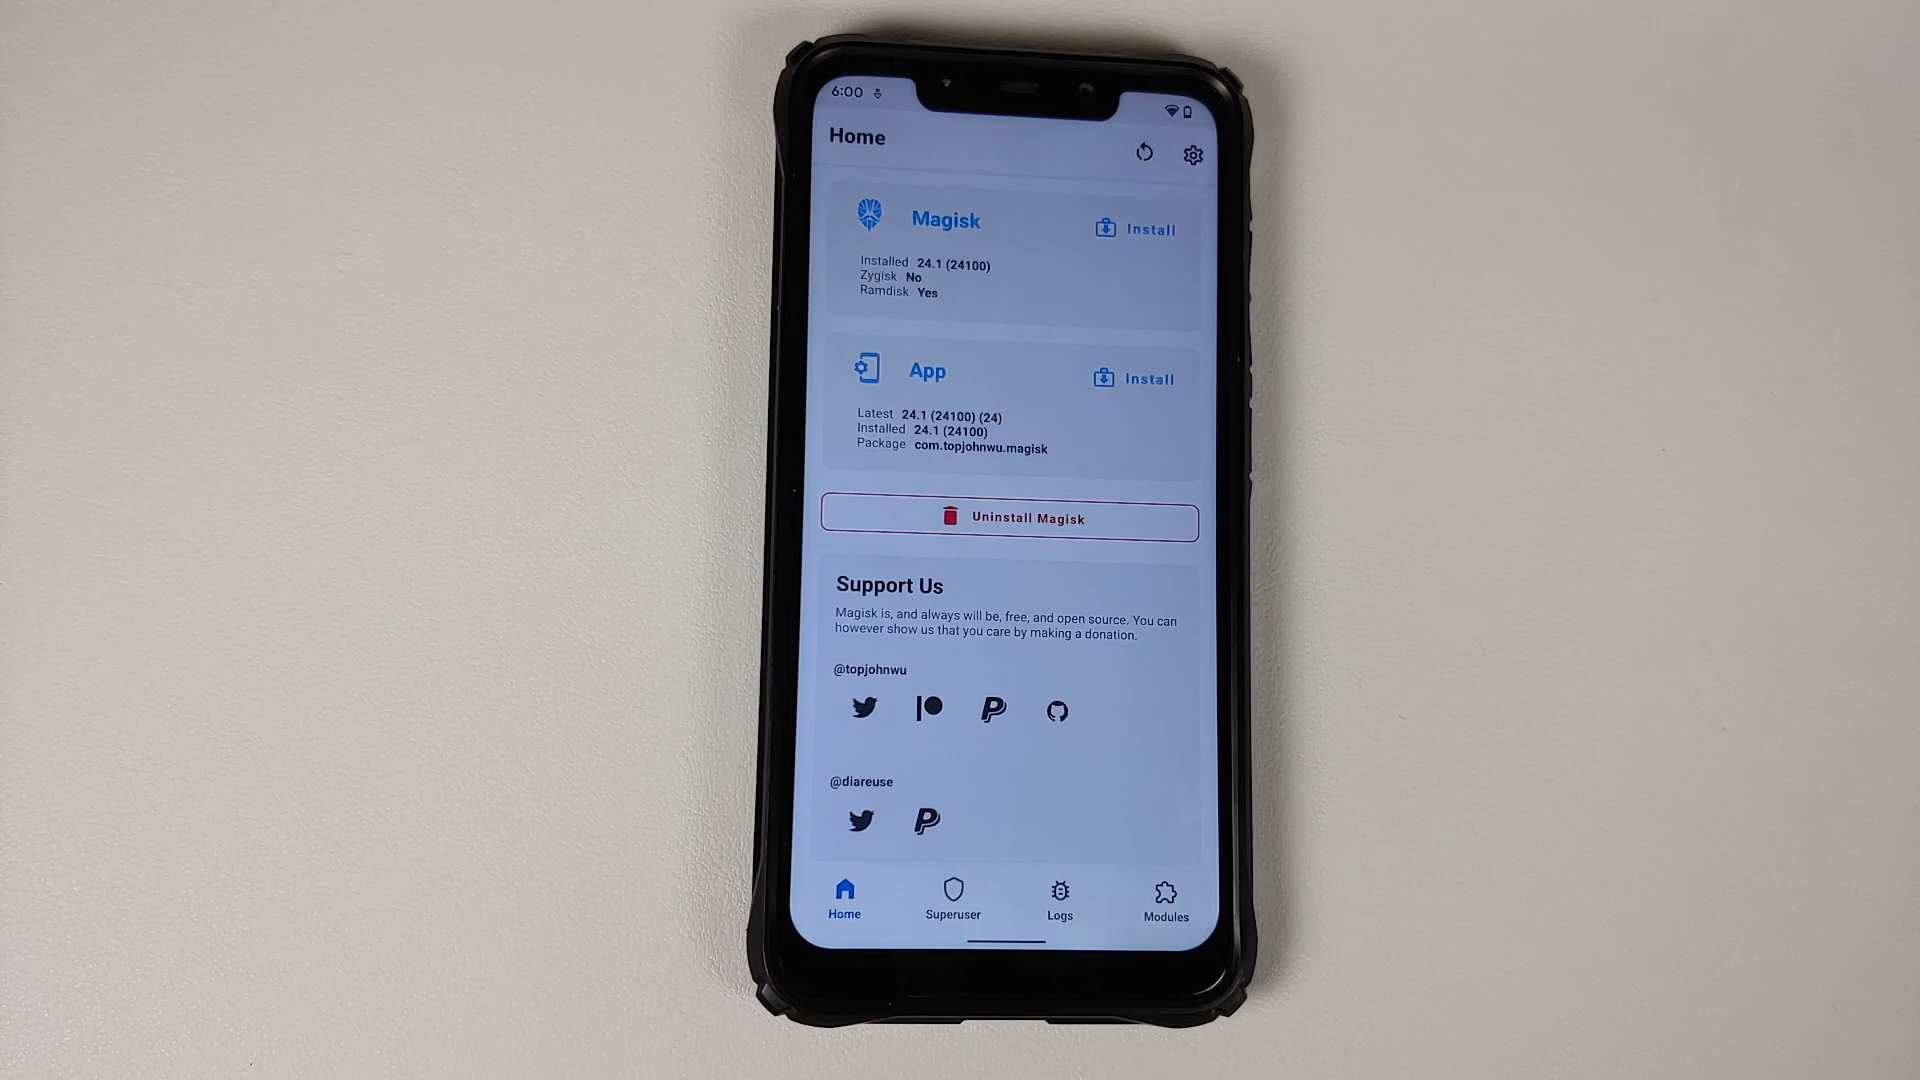 6:00
Home
Magisk
Install
Installed 24.1 (24100)
Zygisk No
Ramdisk Yes
App
Install
Latest 24.1 (24100) (24)
Installed 24.1 (24100)
Package com.topjohnwu.magisk
Uninstall Magisk
Support Us
Magisk is, and always will be, free, and open source. You can
however show us that you care by making a donation.
@topjohnwu
@diareuse
Home
Superuser
Logs
Modules